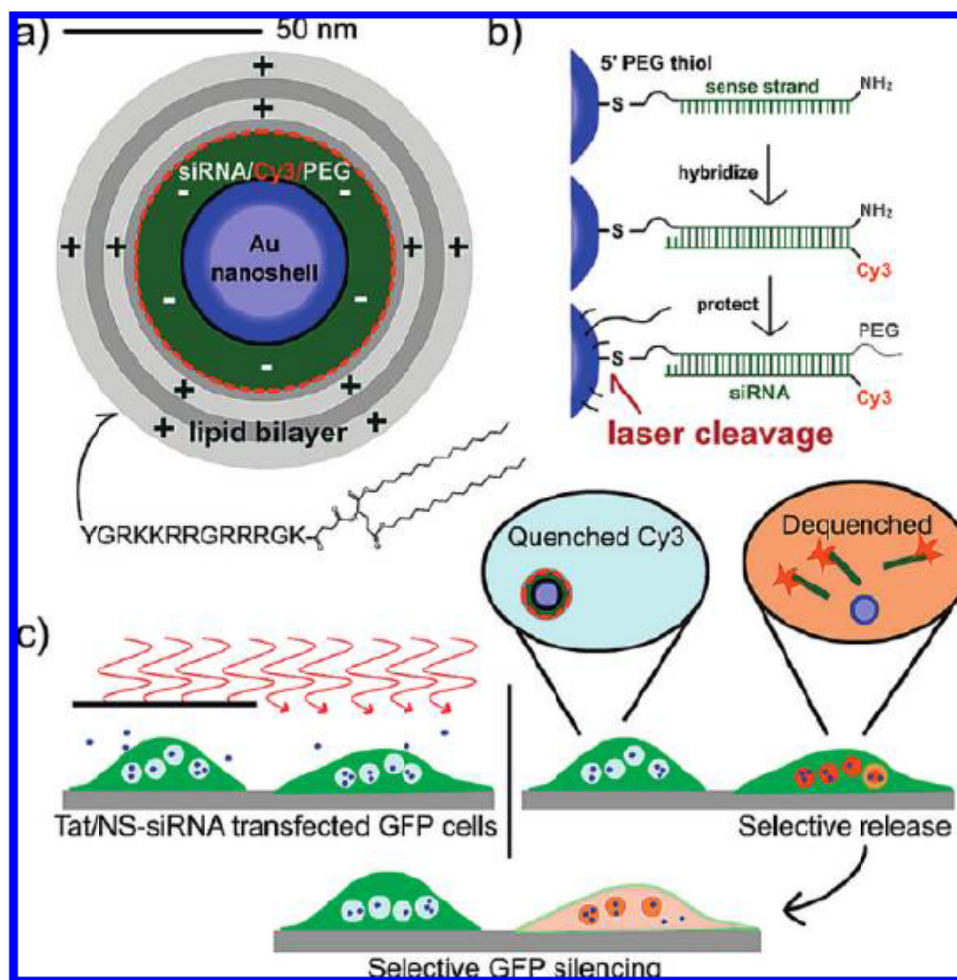 a)
50 nm
+
+
siRNA/Cy3/PEG
- -
Au
nanoshell
+ + + +
- -
-
+ +
+ +
lipid bilayer
YGRKKRRGRRRGK
b)
5' PEG thiol
sense strand
NH₂
S
hybridize
NH₂
S
Cy3
protect
PEG
S
siRNA
Cy3
laser cleavage
Quenched Cy3
Dequenched
c)
Tat/NS-siRNA transfected GFP cells
Selective release
Selective GFP silencing